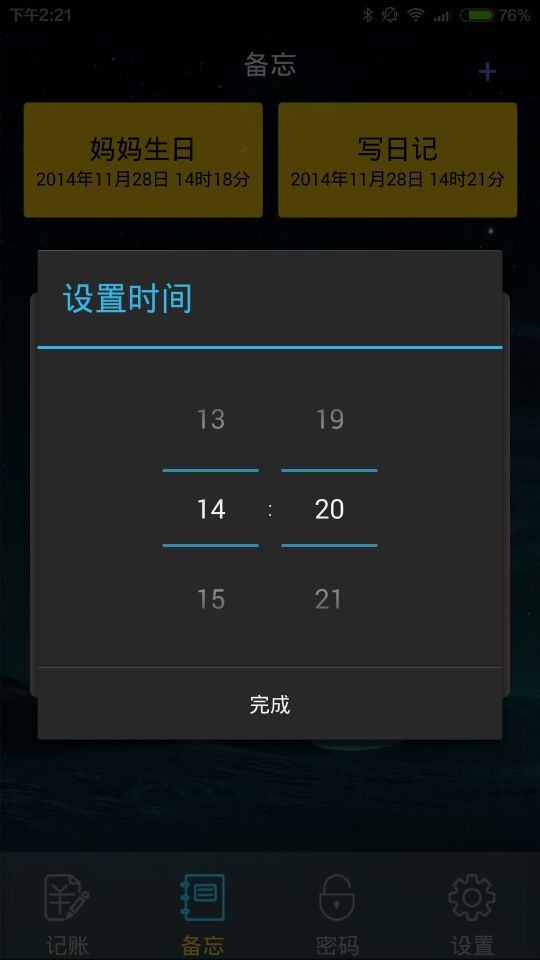 下午2:21
76%
备忘
+
妈妈生日
2014年11月28日 14时18分
写日记
2014年11月28日 14时21分
设置时间
13 19
14 : 20
15 21
完成
记账
备忘
密码
设置